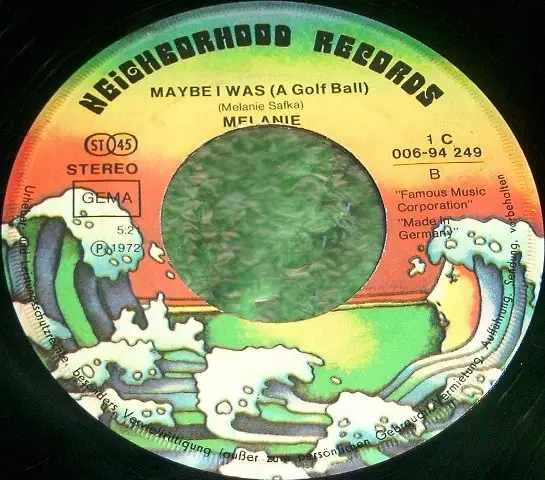 NEIGHBORHOOD RECORDS
MAYBE I WAS (A Golf Ball)
(Melanie Safka)
MELANIE
ST 45
STEREO
GEMA
5:21
Ⓟ 1972
1 C
006-94 249
B
"Famous Music
Corporation"
"Made in
Germany"
Urheber- und Leistungsschutzrechte, besonders Vervielfältigung (außer zum persönlichen Gebrauch), Vermietung, Aufführung, Sendung, vorbehalten